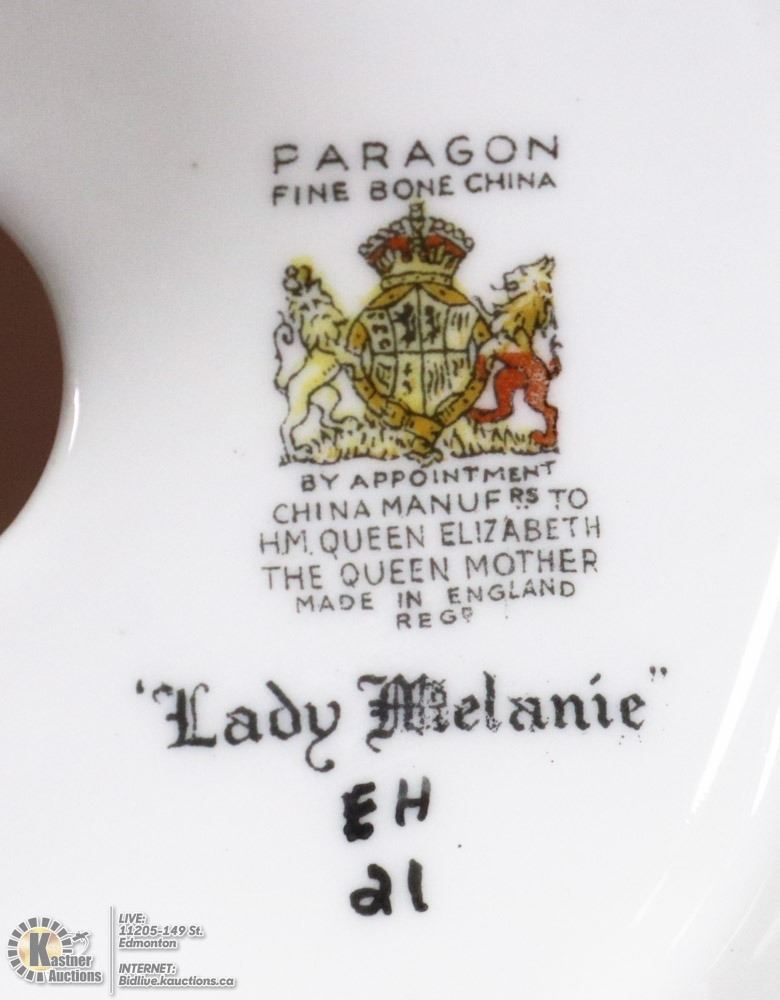 PARAGON
FINE BONE CHINA
BY APPOINTMENT
CHINA MANUFRS TO
H.M. QUEEN ELIZABETH
THE QUEEN MOTHER
MADE IN ENGLAND
REGD
"Lady Melanie"
EH
21
Kastner
Auctions
LIVE:
11205-149 St.
Edmonton
INTERNET:
Bidlive.kauctions.ca